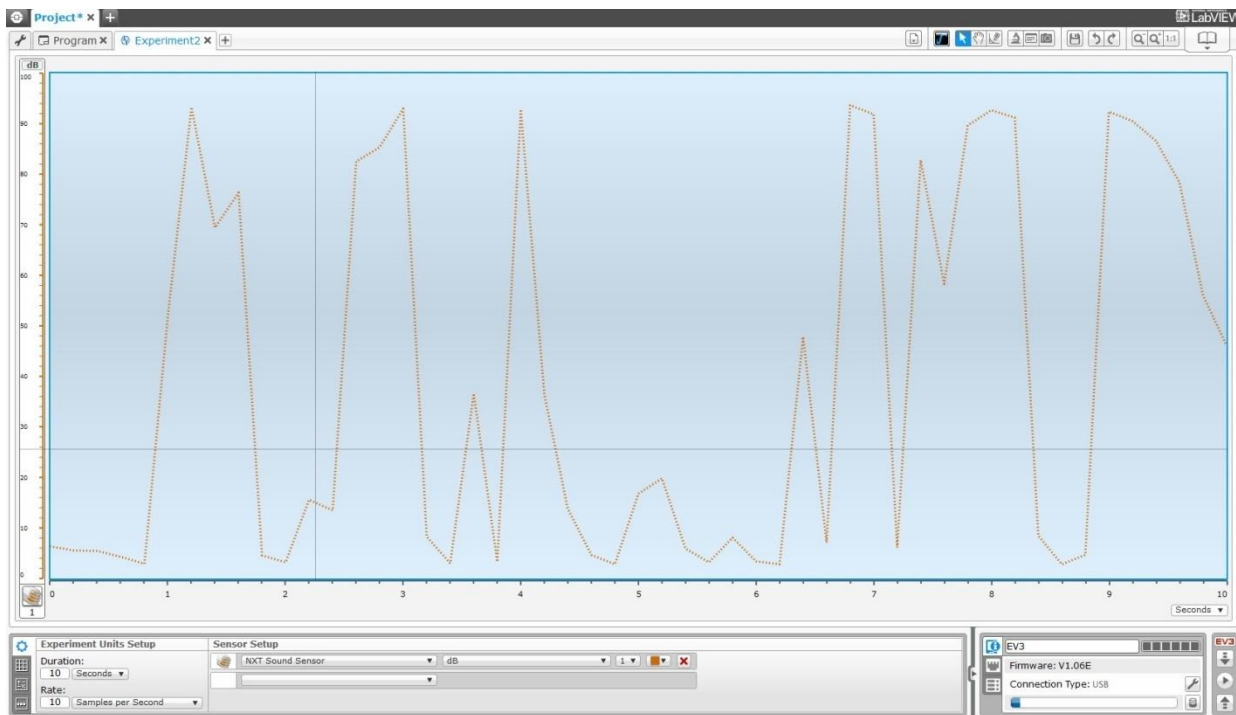 Project* × +
LabVIEW
Program × Experiment2 × +
1:1
dB
100
90
80
70
60
50
40
30
20
10
0
0 1 2 3 4 5 6 7 8 9 10
1
Seconds
Experiment Units Setup
Duration:
10 Seconds
Rate:
10 Samples per Second
Sensor Setup
NXT Sound Sensor dB 1
EV3
Firmware: V1.06E
Connection Type: USB
EV3